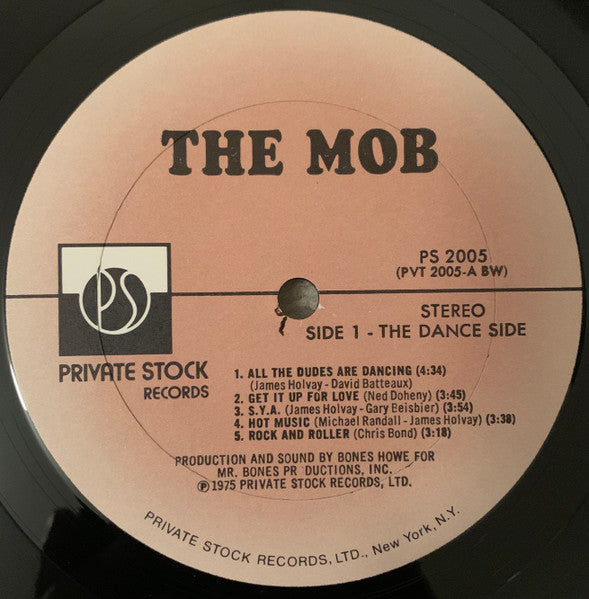 THE MOB
PS 2005
(PVT 2005-A BW)
PS
STEREO
SIDE 1 - THE DANCE SIDE
PRIVATE STOCK
RECORDS
1. ALL THE DUDES ARE DANCING (4:34)
(James Holvay-David Batteaux)
2. GET IT UP FOR LOVE (Ned Doheny) (3:45)
3. S.Y.A. (James Holvay - Gary Beisbier) (3:54)
4. HOT MUSIC (Michael Randall - James Holvay) (3:38)
5. ROCK AND ROLLER (Chris Bond) (3:18)
PRODUCTION AND SOUND BY BONES HOWE FOR
MR. BONES PR DUCTIONS, INC.
Ⓟ1975 PRIVATE STOCK RECORDS, LTD.
PRIVATE STOCK RECORDS, LTD., New York, N.Y.